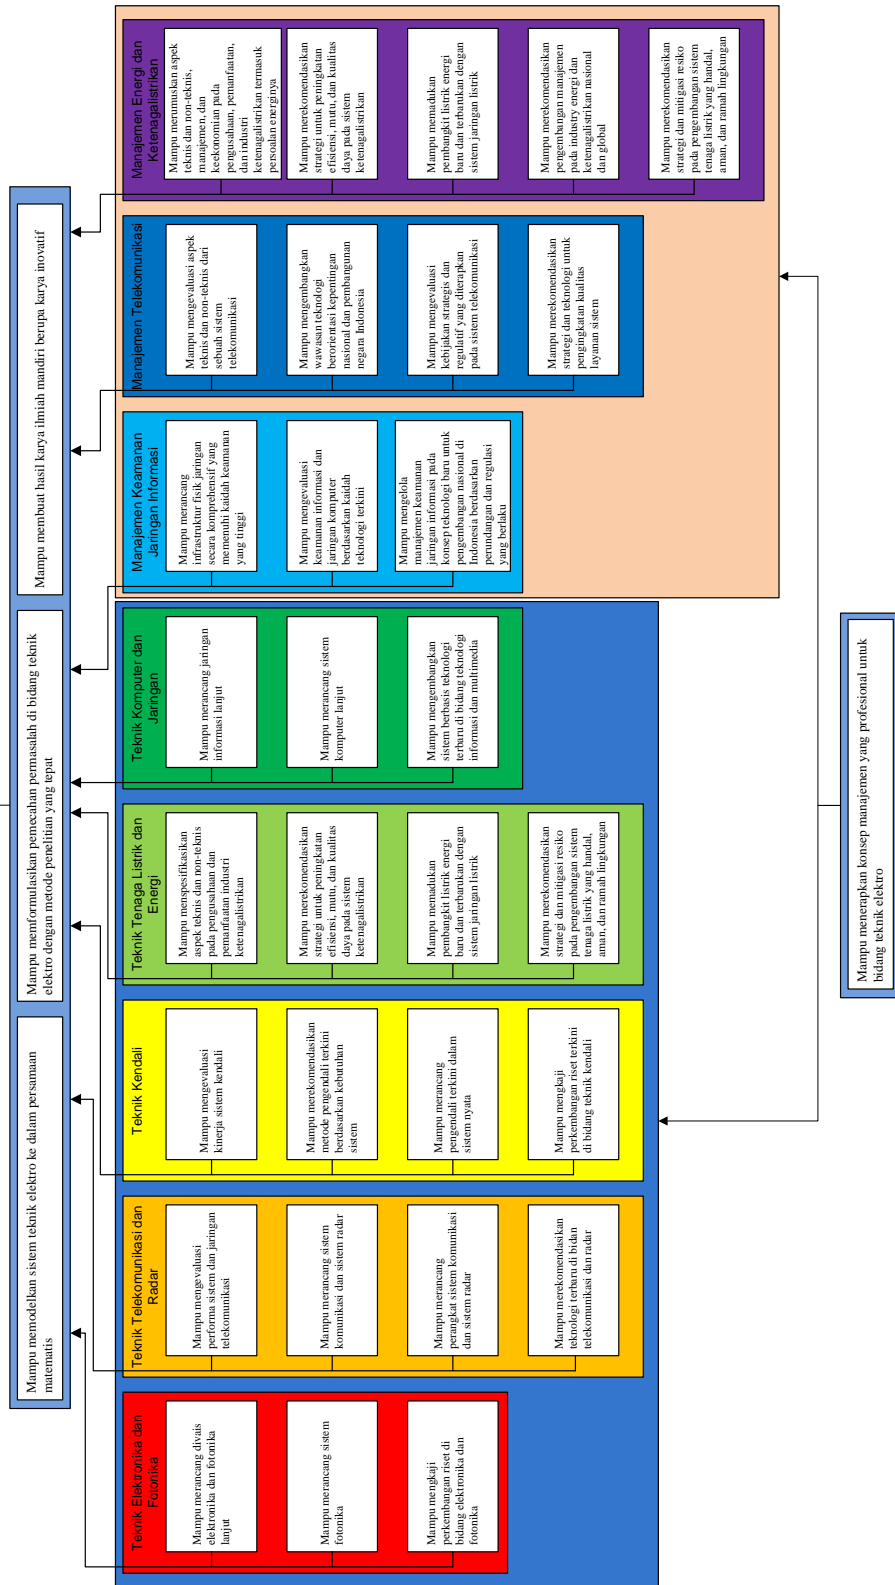 Mampu memodelkan sistem teknik elektro ke dalam persamaan
matematis
Mampu memformulasikan pemecahan permasalah di bidang teknik
elektro dengan metode penelitian yang tepat
Mampu membuat hasil karya ilmiah mandiri berupa karya inovatif
Teknik Elektronika dan
Fotonika
Mampu merancang divais
elektronika dan fotonika
lanjut
Mampu merancang sistem
fotonika
Mampu mengkaji
perkembangan riset di
bidang elektronika dan
fotonika
Teknik Telekomunikasi dan
Radar
Mampu mengevaluasi
performa sistem dan jaringan
telekomunikasi
Mampu merancang sistem
komunikasi dan sistem radar
Mampu merancang
perangkat sistem komunikasi
dan sistem radar
Mampu merekomendasikan
teknologi terbaru di bidan
telekomunikasi dan radar
Teknik Kendali
Mampu mengevaluasi
kinerja sistem kendali
Mampu merekomendasikan
metode pengendali terkini
berdasarkan kebutuhan
sistem
Mampu merancang
pengendali terkini dalam
sistem nyata
Mampu mengkaji
perkembangan riset terkini
di bidang teknik kendali
Teknik Tenaga Listrik dan
Energi
Mampu menspesifikasikan
aspek teknis dan non-teknis
pada pengusahaan dan
pemanfaatan industri
ketenagalistrikan
Mampu merekomendasikan
strategi untuk peningkatan
efisiensi, mutu, dan kualitas
daya pada sistem
ketenagalistrikan
Mampu memadukan
pembangkit listrik energi
baru dan terbarukan dengan
sistem jaringan listrik
Mampu merekomendasikan
strategi dan mitigasi resiko
pada pengembangan sistem
tenaga listrik yang handal,
aman, dan ramah lingkungan
Teknik Komputer dan
Jaringan
Mampu merancang jaringan
informasi lanjut
Mampu merancang sistem
komputer lanjut
Mampu mengembangkan
sistem berbasis teknologi
terbaru di bidang teknologi
informasi dan multimedia
Manajemen Keamanan
Jaringan Informasi
Mampu merancang
infrastruktur fisik jaringan
secara komprehensif yang
memenuhi kaidah keamanan
yang tinggi
Mampu mengevaluasi
keamanan informasi dan
jaringan komputer
berdasarkan kaidah
teknologi terkini
Mampu mengelola
manajemen keamanan
jaringan informasi pada
konsep teknologi baru untuk
pengembangan nasional di
Indonesia berdasarkan
perundangan dan regulasi
yang berlaku
Manajemen Telekomunikasi
Mampu mengevaluasi aspek
teknis dan non-teknis dari
sebuah sistem
telekomunikasi
Mampu mengembangkan
wawasan teknologi
berorientasi kepentingan
nasional dan pembangunan
negara Indonesia
Mampu mengevaluasi
kebijakan strategis dan
regulatif yang diterapkan
pada sistem telekomunikasi
Mampu merekomendasikan
strategi dan teknologi untuk
pengingkatan kualitas
layanan sistem
Manajemen Energi dan
Ketenagalistrikan
Mampu merumuskan aspek
teknis dan non-teknis,
manajemen, dan
keekonomian pada
pengusahaan, pemanfaatan,
dan industri
ketenagalistrikan termasuk
persoalan energinya
Mampu merekomendasikan
strategi untuk peningkatan
efisiensi, mutu, dan kualitas
daya pada sistem
ketenagalistrikan
Mampu memadukan
pembangkit listrik energi
baru dan terbarukan dengan
sistem jaringan listrik
Mampu merekomendasikan
pengembangan manajemen
pada industry energi dan
ketenagalistrikan nasional
dan global
Mampu merekomendasikan
strategi dan mitigasi resiko
pada pengembangan sistem
tenaga listrik yang handal,
aman, dan ramah lingkungan
Mampu menerapkan konsep manajemen yang profesional untuk
bidang teknik elektro